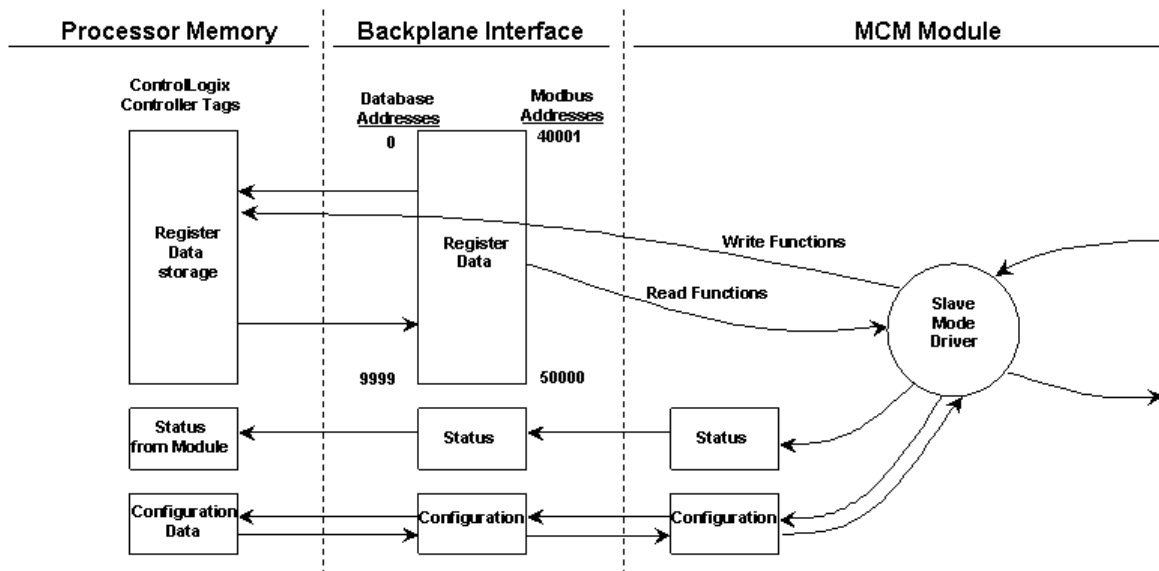 Processor Memory
Backplane Interface
MCM Module
ControlLogix
Controller Tags
Database
Addresses
0
Modbus
Addresses
40001
Register
Data
storage
Register
Data
Write Functions
Read Functions
Slave
Mode
Driver
9999
50000
Status
from Module
Status
Status
Configuration
Data
Configuration
Configuration